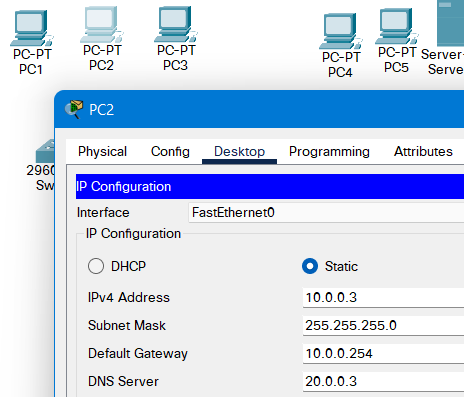 PC-PT
PC1
PC-PT
PC2
PC-PT
PC3
PC-PT
PC4
PC-PT
PC5
Server-
Serve
2960
Sw
PC2
Physical Config Desktop Programming Attributes
IP Configuration
Interface FastEthernet0
IP Configuration
DHCP Static
IPv4 Address 10.0.0.3
Subnet Mask 255.255.255.0
Default Gateway 10.0.0.254
DNS Server 20.0.0.3